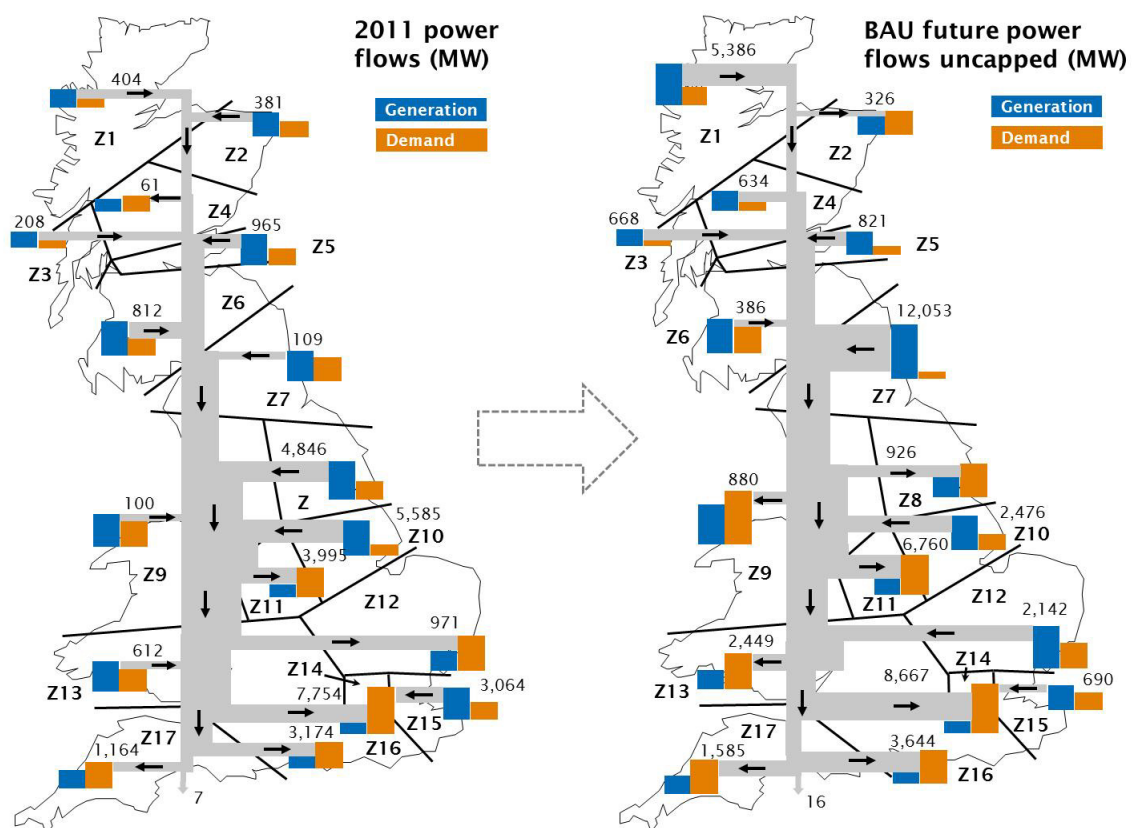 2011 power
flows (MW)
Generation
Demand
404
381
Z1
Z2
61
Z4
208
965
Z5
Z3
Z6
812
109
Z7
4,846
Z
100
5,585
Z10
3,995
Z9
Z11
Z12
971
612
Z14
Z13
7,754
3,064
Z15
Z17
3,174
Z16
1,164
7
BAU future power
flows uncapped (MW)
Generation
Demand
5,386
326
Z1
Z2
634
Z4
668
821
Z5
Z3
386
12,053
Z6
Z7
926
880
Z8
2,476
Z10
6,760
Z9
Z11
Z12
2,142
2,449
Z14
8,667
Z13
690
Z15
Z17
1,585
3,644
Z16
16